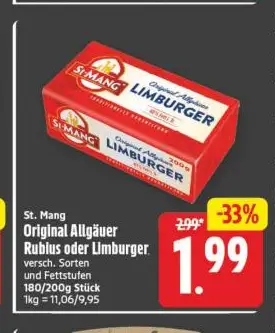 St. Mang
Original Allgäuer
LIMBURGER
St. Mang
Original Allgäuer
LIMBURGER
200g
St. Mang
Original Allgäuer
Rubius oder Limburger
versch. Sorten
und Fettstufen
180/200g Stück
1kg = 11,06/9,95
-33%
2.99*
1.99